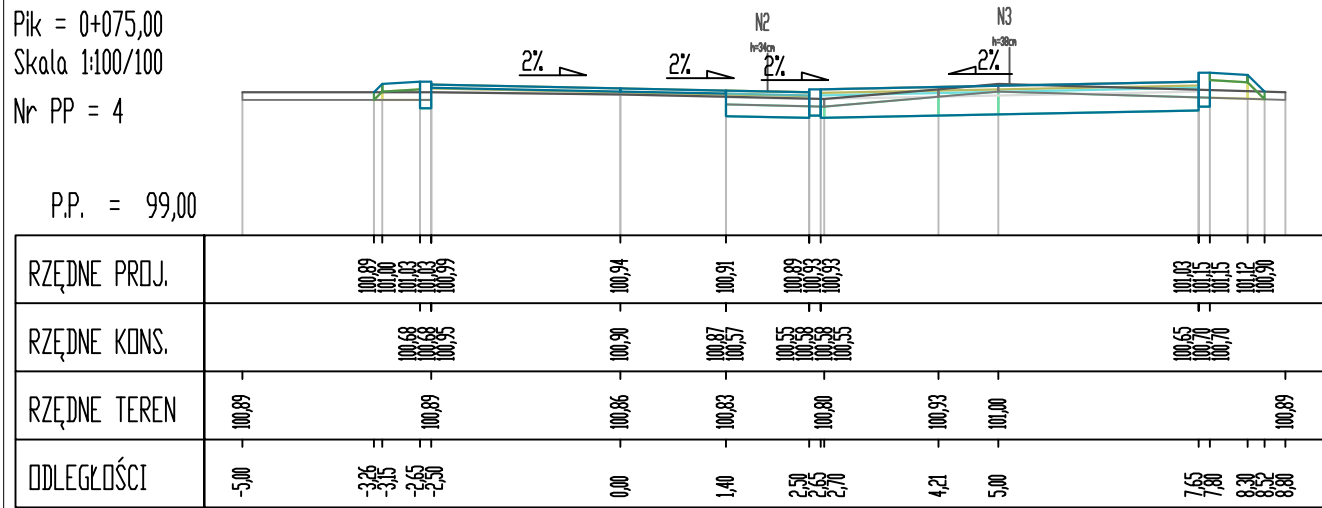 Pik = 0+075,00
Skala 1:100/100
Nr PP = 4
N2
h=34cm
N3
h=38cm
2% 2% 2% 2%
P.P. = 99,00
RZĘDNE PROJ. 100,89 101,00 101,03 101,03 100,99 100,94 100,91 100,89 100,93 100,93 101,03 101,15 101,15 101,12 100,90
RZĘDNE KONS. 100,68 100,68 100,95 100,90 100,87 100,57 100,55 100,58 100,58 100,55 100,65 100,70 100,70
RZĘDNE TEREN 100,89 100,89 100,86 100,83 100,80 100,93 101,00 100,89
ODLEGŁOŚCI -5,00 -3,26 -3,15 -2,65 -2,50 0,00 1,40 2,50 2,65 2,70 4,21 5,00 7,65 7,80 8,30 8,52 8,80